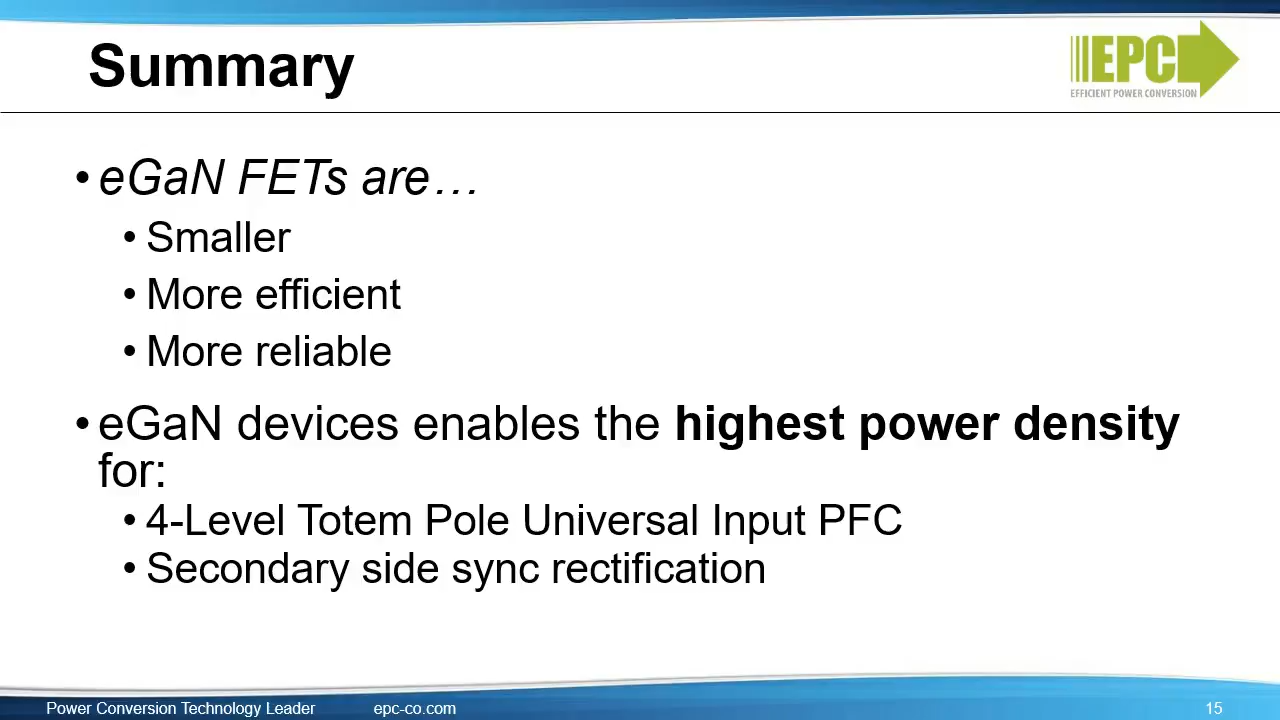 Summary
EPC
EFFICIENT POWER CONVERSION
• eGaN FETs are…
• Smaller
• More efficient
• More reliable
• eGaN devices enables the highest power density
for:
• 4-Level Totem Pole Universal Input PFC
• Secondary side sync rectification
Power Conversion Technology Leader epc-co.com 15